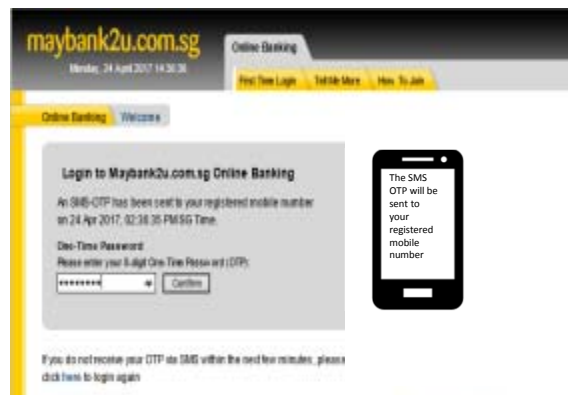 maybank2u.com.sg
Monday, 24 April 2017 14:36:36
Online Banking
First Time Login
Tell Me More
How To Join
Online Banking
Welcome
Login to Maybank2u.com.sg Online Banking
An SMS-OTP has been sent to your registered mobile number
on 24 Apr 2017, 02:36:35 PM SG Time.
One-Time Password
Please enter your 6-digit One-Time Password (OTP):
********
Confirm
If you do not receive your OTP via SMS within the next few minutes, please
click here to login again
The SMS
OTP will be
sent to
your
registered
mobile
number